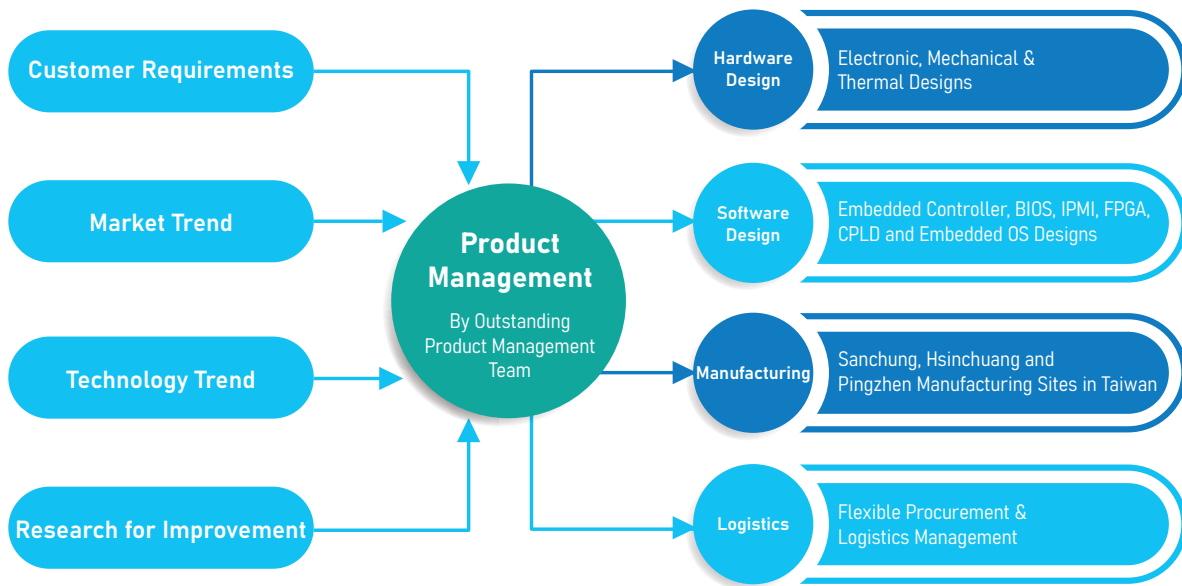 Customer Requirements
Market Trend
Technology Trend
Research for Improvement
Product
Management
By Outstanding
Product Management
Team
Hardware
Design
Electronic, Mechanical &
Thermal Designs
Software
Design
Embedded Controller, BIOS, IPMI, FPGA,
CPLD and Embedded OS Designs
Manufacturing
Sanchung, Hsinchuang and
Pingzhen Manufacturing Sites in Taiwan
Logistics
Flexible Procurement &
Logistics Management